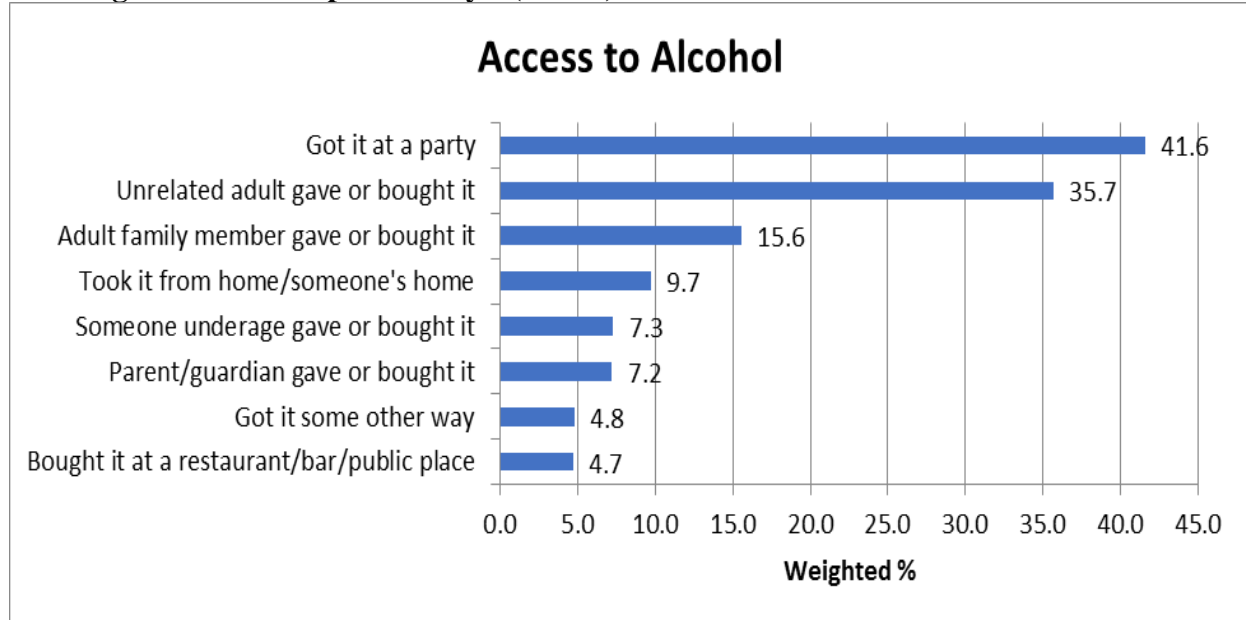 Access to Alcohol
Got it at a party 41.6
Unrelated adult gave or bought it 35.7
Adult family member gave or bought it 15.6
Took it from home/someone's home 9.7
Someone underage gave or bought it 7.3
Parent/guardian gave or bought it 7.2
Got it some other way 4.8
Bought it at a restaurant/bar/public place 4.7
0.0 5.0 10.0 15.0 20.0 25.0 30.0 35.0 40.0 45.0
Weighted %